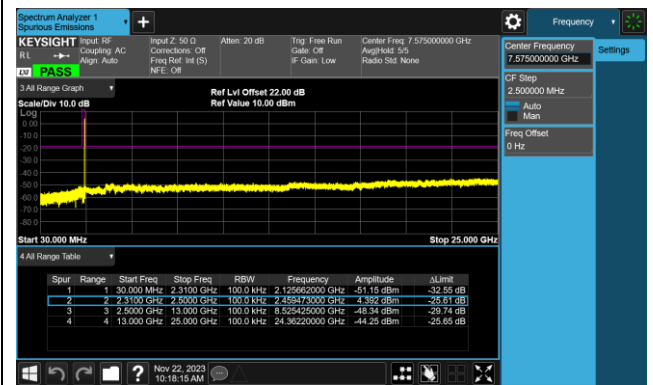 Spectrum Analyzer 1
Spurious Emissions
Frequency
KEYSIGHT
RL
LXI
PASS
Input: RF
Coupling: AC
Align: Auto
Input Z: 50 Ω
Corrections: Off
Freq Ref: Int (S)
NFE: Off
Atten: 20 dB
Trig: Free Run
Gate: Off
IF Gain: Low
Center Freq: 7.575000000 GHz
Avg|Hold: 5/5
Radio Std: None
Center Frequency
7.575000000 GHz
Settings
CF Step
2.500000 MHz
Auto
Man
Freq Offset
0 Hz
3 All Range Graph
Scale/Div 10.0 dB
Ref Lvl Offset 22.00 dB
Ref Value 10.00 dBm
Log
0.00
-10.0
-20.0
-30.0
-40.0
-50.0
-60.0
-70.0
-80.0
Start 30.000 MHz
Stop 25.000 GHz
4 All Range Table
Spur Range Start Freq Stop Freq RBW Frequency Amplitude ΔLimit
1 1 30.000 MHz 2.3100 GHz 100.0 kHz 2.125662000 GHz -51.15 dBm -32.55 dB
2 2 2.3100 GHz 2.5000 GHz 100.0 kHz 2.459473000 GHz 4.392 dBm -25.61 dB
3 3 2.5000 GHz 13.000 GHz 100.0 kHz 8.525425000 GHz -48.34 dBm -29.74 dB
4 4 13.000 GHz 25.000 GHz 100.0 kHz 24.36220000 GHz -44.25 dBm -25.65 dB
Nov 22, 2023
10:18:15 AM